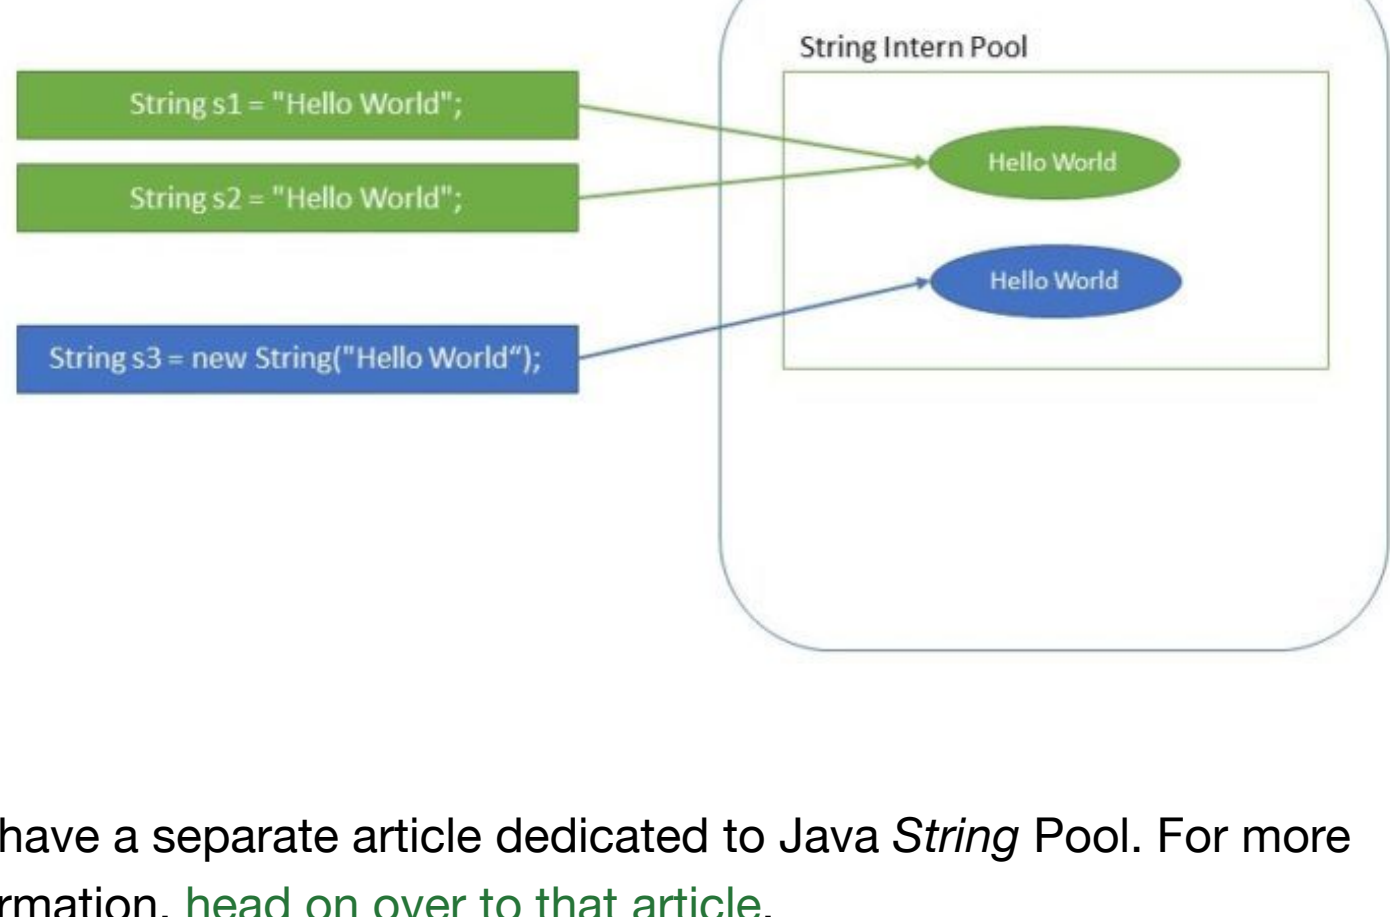 String Intern Pool
String s1 = "Hello World";
Hello World
String s2 = "Hello World";
Hello World
String s3 = new String("Hello World“);
have a separate article dedicated to Java String Pool. For more
rmation, head on over to that article.